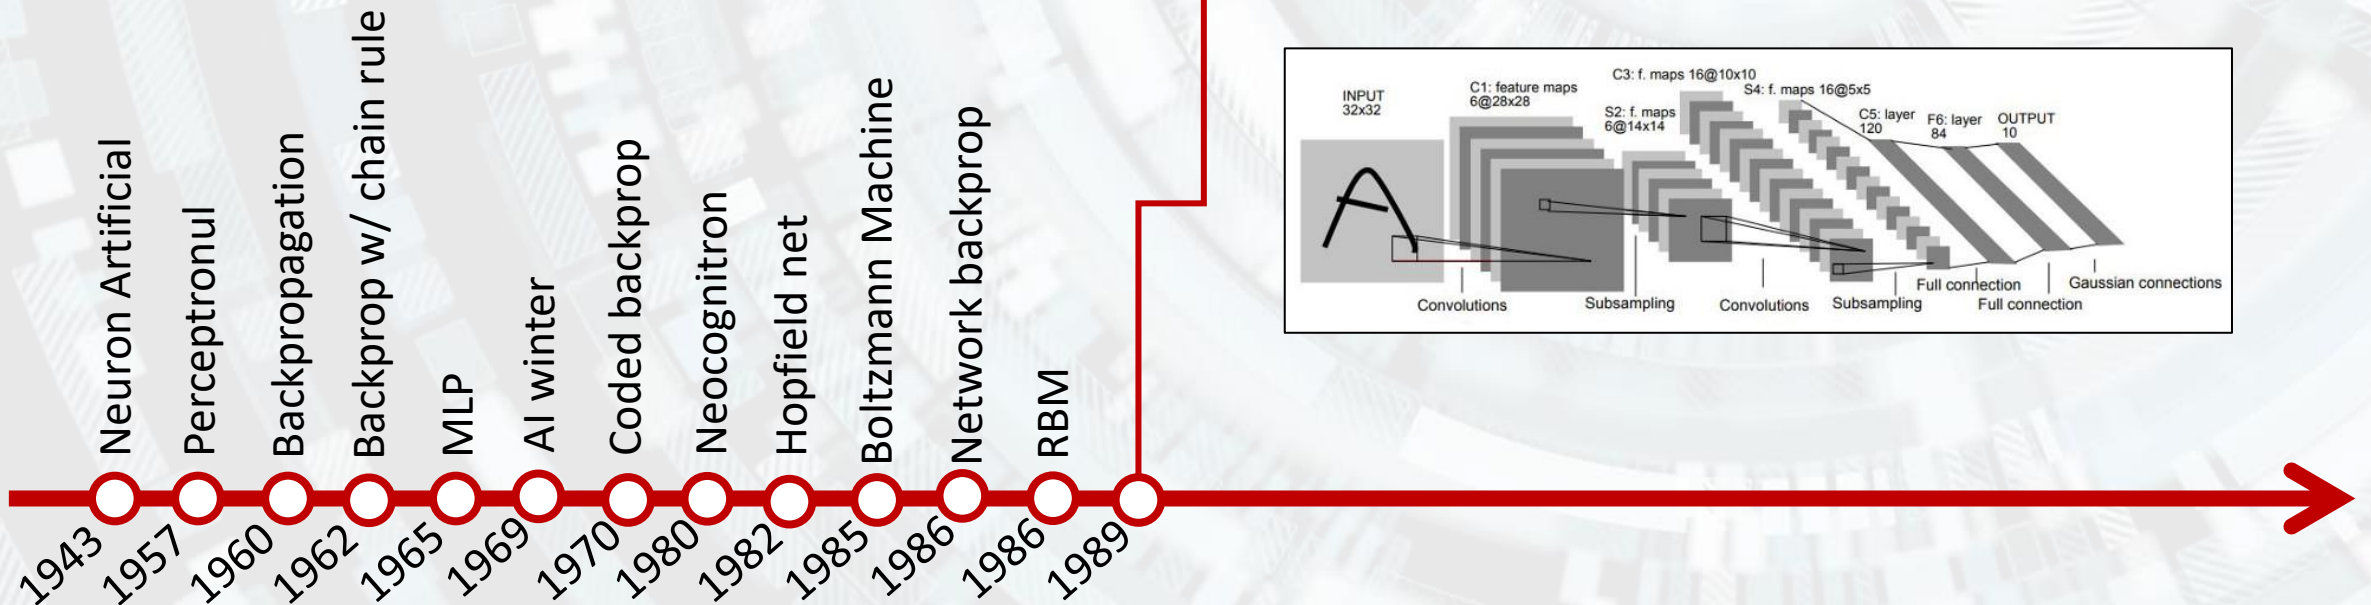 Neuron Artificial
Perceptronul
Backpropagation
Backprop w/ chain rule
MLP
AI winter
Coded backprop
Neocognitron
Hopfield net
Boltzmann Machine
Network backprop
RBM
1943
1957
1960
1962
1965
1969
1970
1980
1982
1985
1986
1986
1989
INPUT
32x32
C1: feature maps
6@28x28
S2: f. maps
6@14x14
C3: f. maps 16@10x10
S4: f. maps 16@5x5
C5: layer
120
F6: layer
84
OUTPUT
10
Convolutions
Subsampling
Convolutions
Subsampling
Full connection
Full connection
Gaussian connections